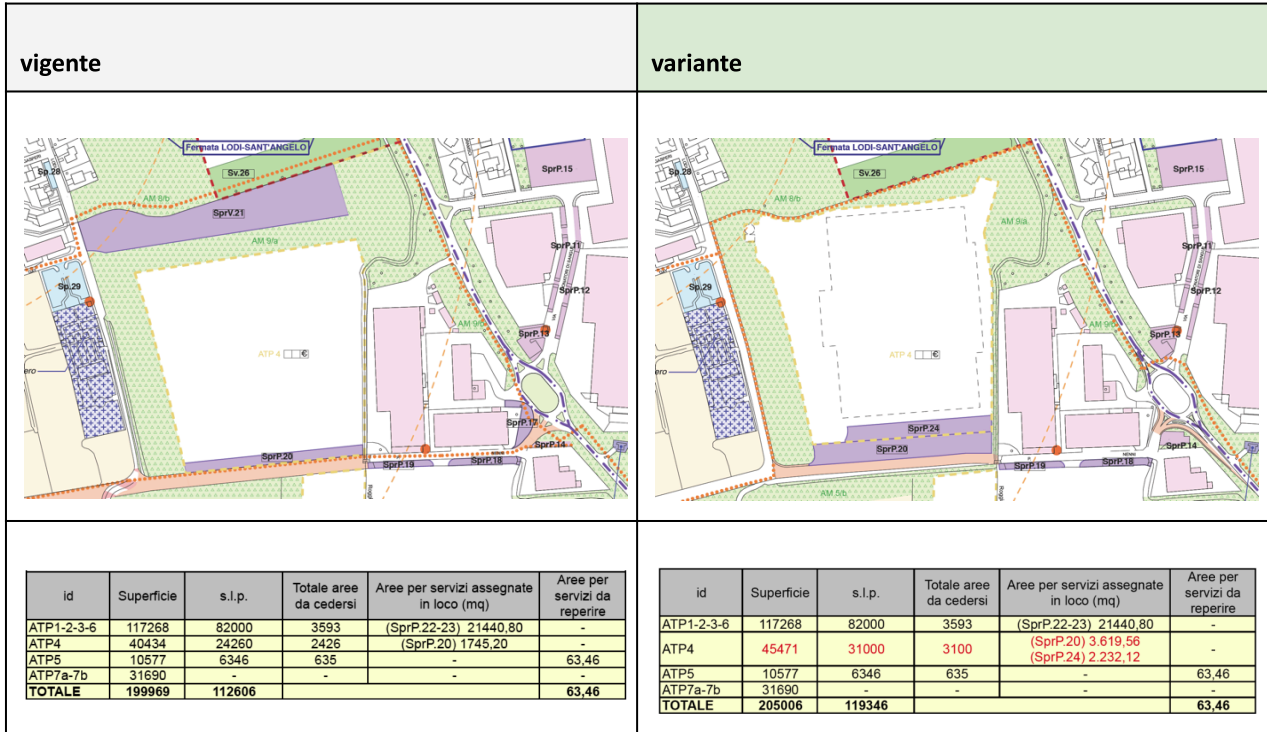 vigente
variante
Fermata LODI-SANT'ANGELO
Sp.28
Sv.26
SprP.15
AM 8/b
SprV.21
AM 9/a
SprP.11
SprP.12
Sp.29
AM 9/b
SprP.13
ATP 4 €
SprP.17
SprP.14
SprP.20
NENNI
SprP.19
SprP.18
Fermata LODI-SANT'ANGELO
Sp.28
Sv.26
SprP.15
AM 8/b
AM 9/a
SprP.11
SprP.12
Sp.29
AM 9/b
SprP.13
ATP 4 €
SprP.24
SprP.14
SprP.20
NENNI
SprP.19
SprP.18
AM 5/b
id Superficie s.l.p. Totale aree da cedersi Aree per servizi assegnate in loco (mq) Aree per servizi da reperire
ATP1-2-3-6 117268 82000 3593 (SprP.22-23) 21440,80 -
ATP4 40434 24260 2426 (SprP.20) 1745,20 -
ATP5 10577 6346 635 - 63,46
ATP7a-7b 31690 - - - -
TOTALE 199969 112606 63,46
id Superficie s.l.p. Totale aree da cedersi Aree per servizi assegnate in loco (mq) Aree per servizi da reperire
ATP1-2-3-6 117268 82000 3593 (SprP.22-23) 21440,80 -
ATP4 45471 31000 3100 (SprP.20) 3.619,56 (SprP.24) 2.232,12 -
ATP5 10577 6346 635 - 63,46
ATP7a-7b 31690 - - - -
TOTALE 205006 119346 63,46